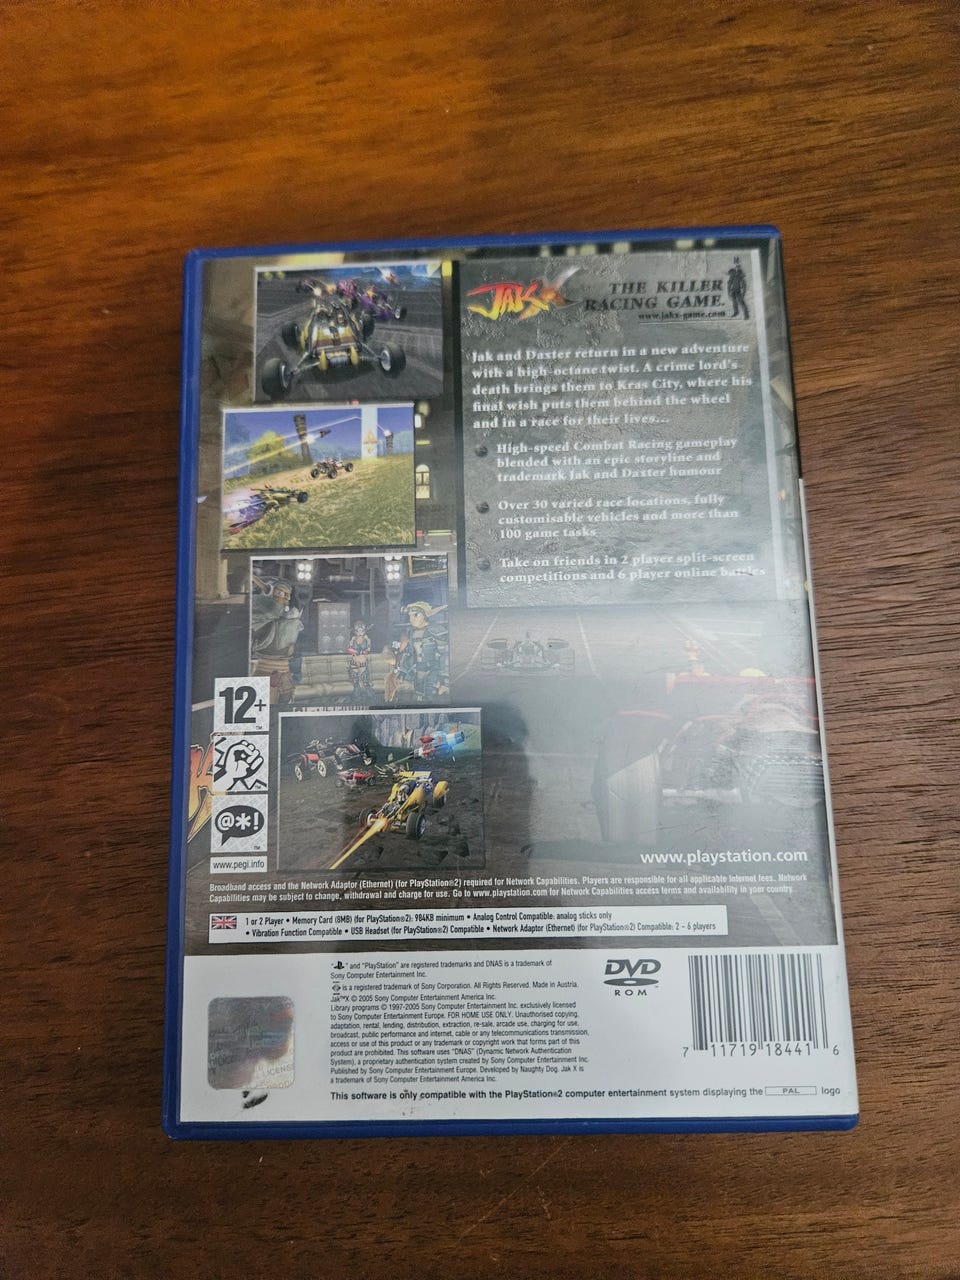 JAK X
THE KILLER
RACING GAME.
www.jakx-game.com
Jak and Daxter return in a new adventure
with a high-octane twist. A crime lord's
death brings them to Kras City, where his
final wish puts them behind the wheel
and in a race for their lives...
High-speed Combat Racing gameplay
blended with an epic storyline and
trademark Jak and Daxter humour
Over 30 varied race locations, fully
customisable vehicles and more than
100 game tasks
Take on friends in 2 player split-screen
competitions and 6 player online battles
12+
TM
@*!
www.pegi.info
www.playstation.com
Broadband access and the Network Adaptor (Ethernet) (for PlayStation®2) required for Network Capabilities. Players are responsible for all applicable Internet fees. Network
Capabilities may be subject to change, withdrawal and charge for use. Go to www.playstation.com for Network Capabilities access terms and availability in your country.
1 or 2 Player • Memory Card (8MB) (for PlayStation®2): 984KB minimum • Analog Control Compatible: analog sticks only
• Vibration Function Compatible • USB Headset (for PlayStation®2) Compatible • Network Adaptor (Ethernet) (for PlayStation®2) Compatible: 2 - 6 players
" " and "PlayStation" are registered trademarks and DNAS is a trademark of
Sony Computer Entertainment Inc.
is a registered trademark of Sony Corporation. All Rights Reserved. Made in Austria.
Jak™X © 2005 Sony Computer Entertainment America Inc.
Library programs © 1997-2005 Sony Computer Entertainment Inc. exclusively licensed
to Sony Computer Entertainment Europe. FOR HOME USE ONLY. Unauthorised copying,
adaptation, rental, lending, distribution, extraction, re-sale, arcade use, charging for use,
broadcast, public performance and internet, cable or any telecommunications transmission,
access or use of this product or any trademark or copyright work that forms part of this
product are prohibited. This software uses "DNAS" (Dynamic Network Authentication
System), a proprietary authentication system created by Sony Computer Entertainment Inc.
Published by Sony Computer Entertainment Europe. Developed by Naughty Dog. Jak X is
a trademark of Sony Computer Entertainment America Inc.
This software is only compatible with the PlayStation®2 computer entertainment system displaying the PAL logo
DVD
ROM
7 11719 18441 6